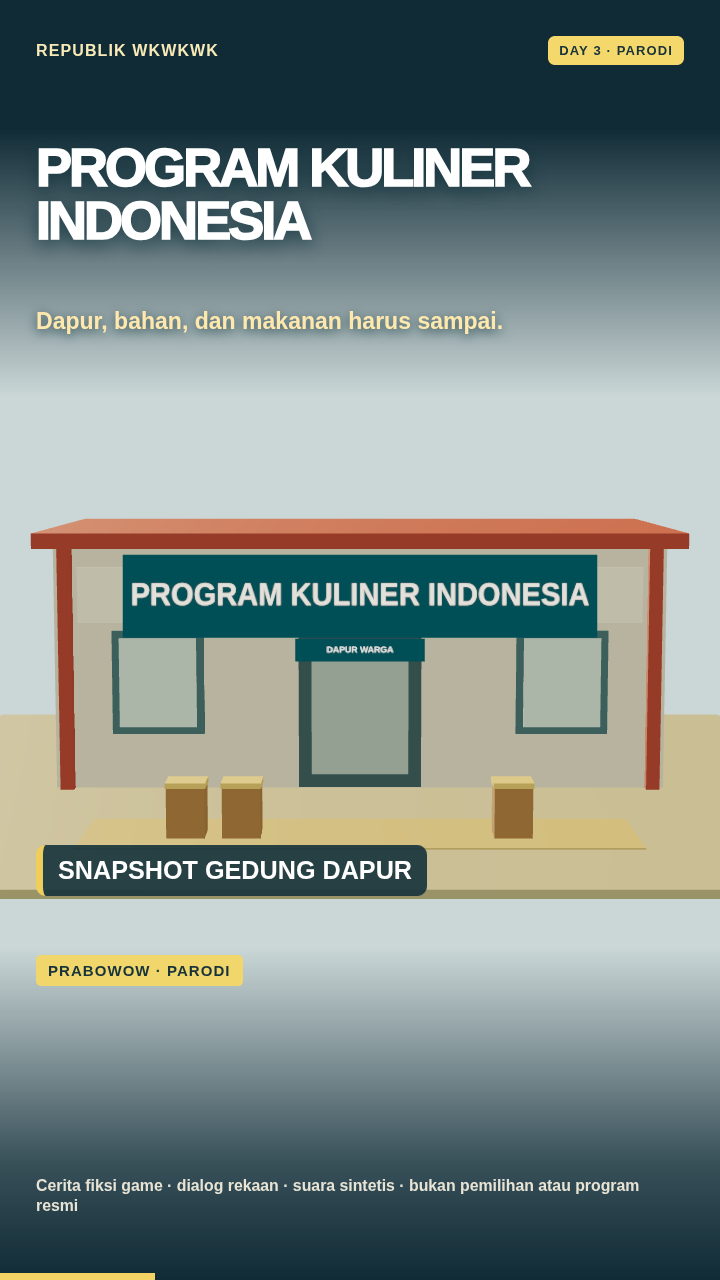 REPUBLIK WKWKWK
DAY 3 · PARODI
PROGRAM KULINER
INDONESIA
Dapur, bahan, dan makanan harus sampai.
PROGRAM KULINER INDONESIA
DAPUR WARGA
SNAPSHOT GEDUNG DAPUR
PRABOWOW · PARODI
Cerita fiksi game · dialog rekaan · suara sintetis · bukan pemilihan atau program
resmi